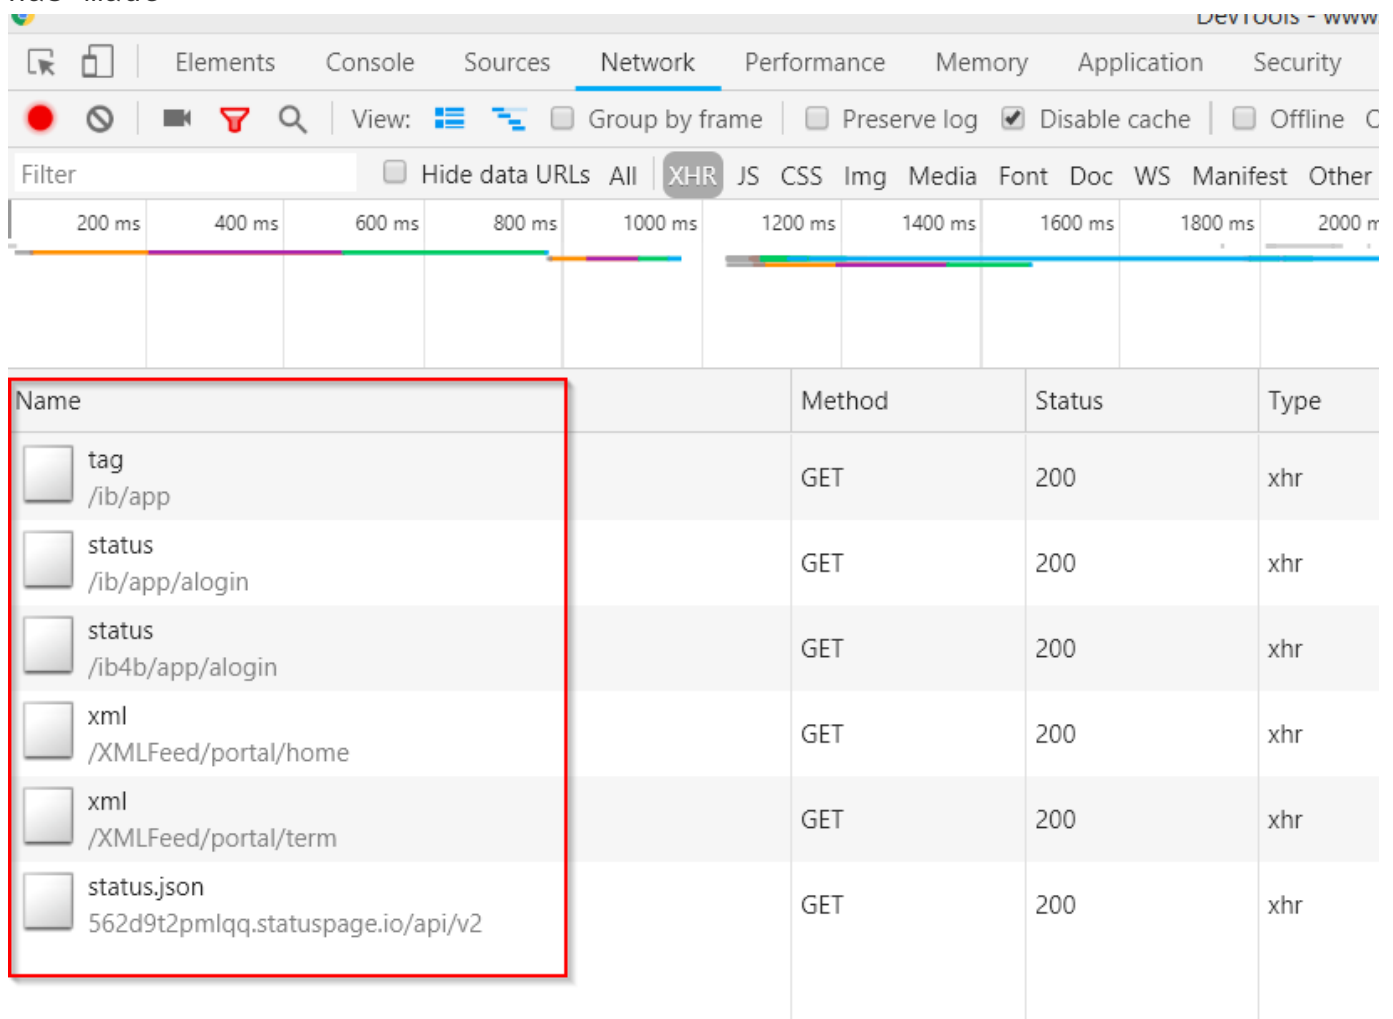 DevTools - www.
Elements Console Sources Network Performance Memory Application Security
View: Group by frame Preserve log Disable cache Offline
Filter Hide data URLs All XHR JS CSS Img Media Font Doc WS Manifest Other
200 ms 400 ms 600 ms 800 ms 1000 ms 1200 ms 1400 ms 1600 ms 1800 ms 2000 m
Name Method Status Type
tag
/ib/app GET 200 xhr
status
/ib/app/alogin GET 200 xhr
status
/ib4b/app/alogin GET 200 xhr
xml
/XMLFeed/portal/home GET 200 xhr
xml
/XMLFeed/portal/term GET 200 xhr
status.json
562d9t2pmlqq.statuspage.io/api/v2 GET 200 xhr